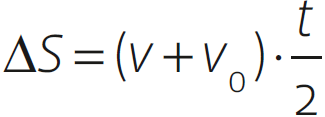 ΔS = (v + v₀) · t/2